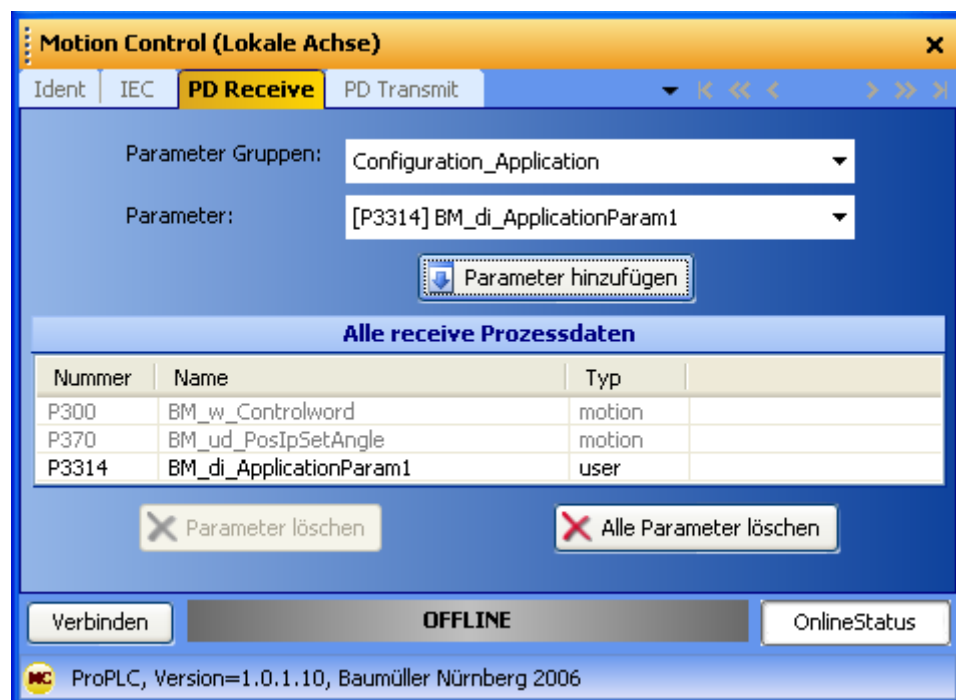 Motion Control (Lokale Achse)
Ident IEC PD Receive PD Transmit
Parameter Gruppen: Configuration_Application
Parameter: [P3314] BM_di_ApplicationParam1
Parameter hinzufügen
Alle receive Prozessdaten
Nummer Name Typ
P300 BM_w_Controlword motion
P370 BM_ud_PosIpSetAngle motion
P3314 BM_di_ApplicationParam1 user
Parameter löschen Alle Parameter löschen
Verbinden OFFLINE OnlineStatus
MC ProPLC, Version=1.0.1.10, Baumüller Nürnberg 2006